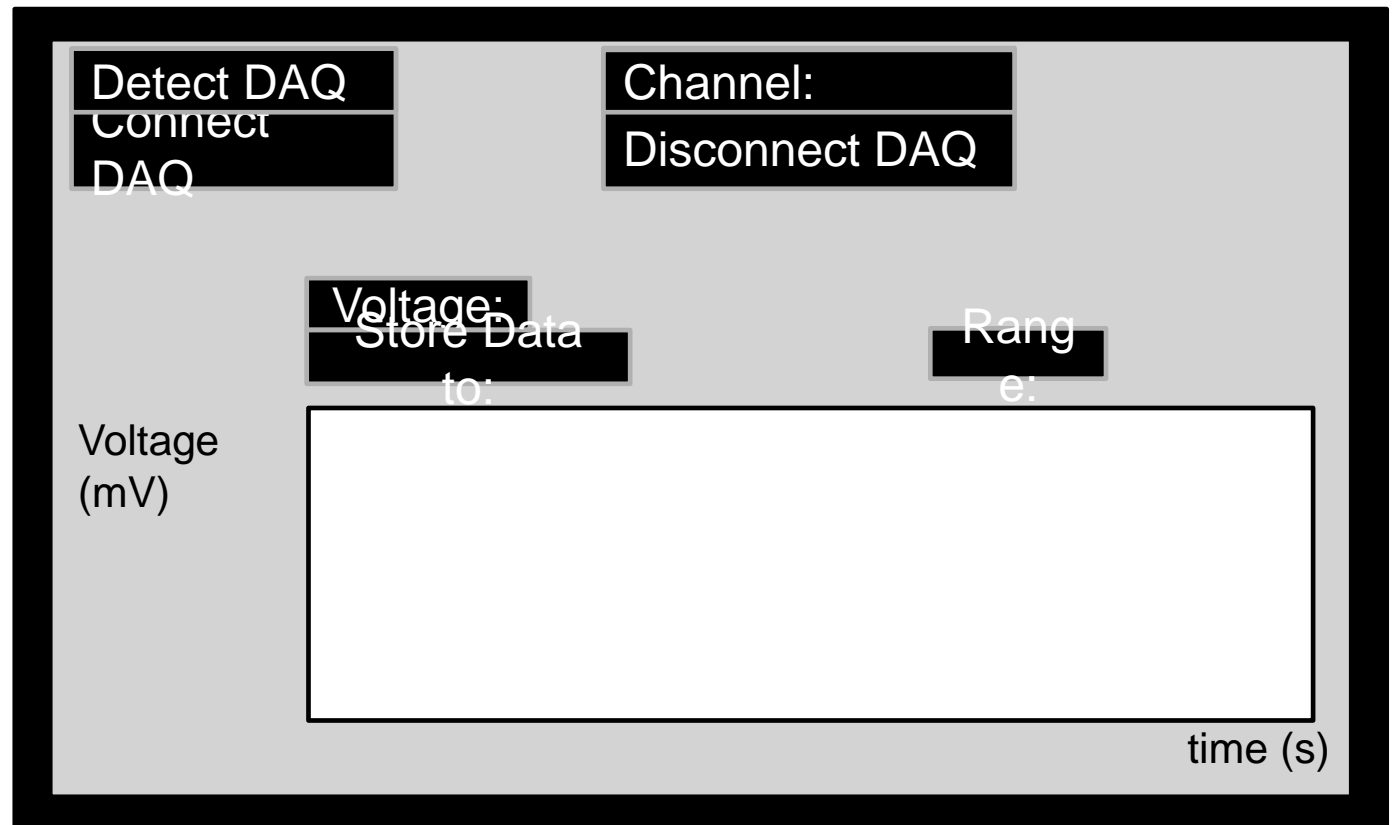 Detect DAQ
Channel:
Connect
DAQ
Disconnect DAQ
Voltage:
Store Data
to:
Rang
e:
Voltage
(mV)
time (s)